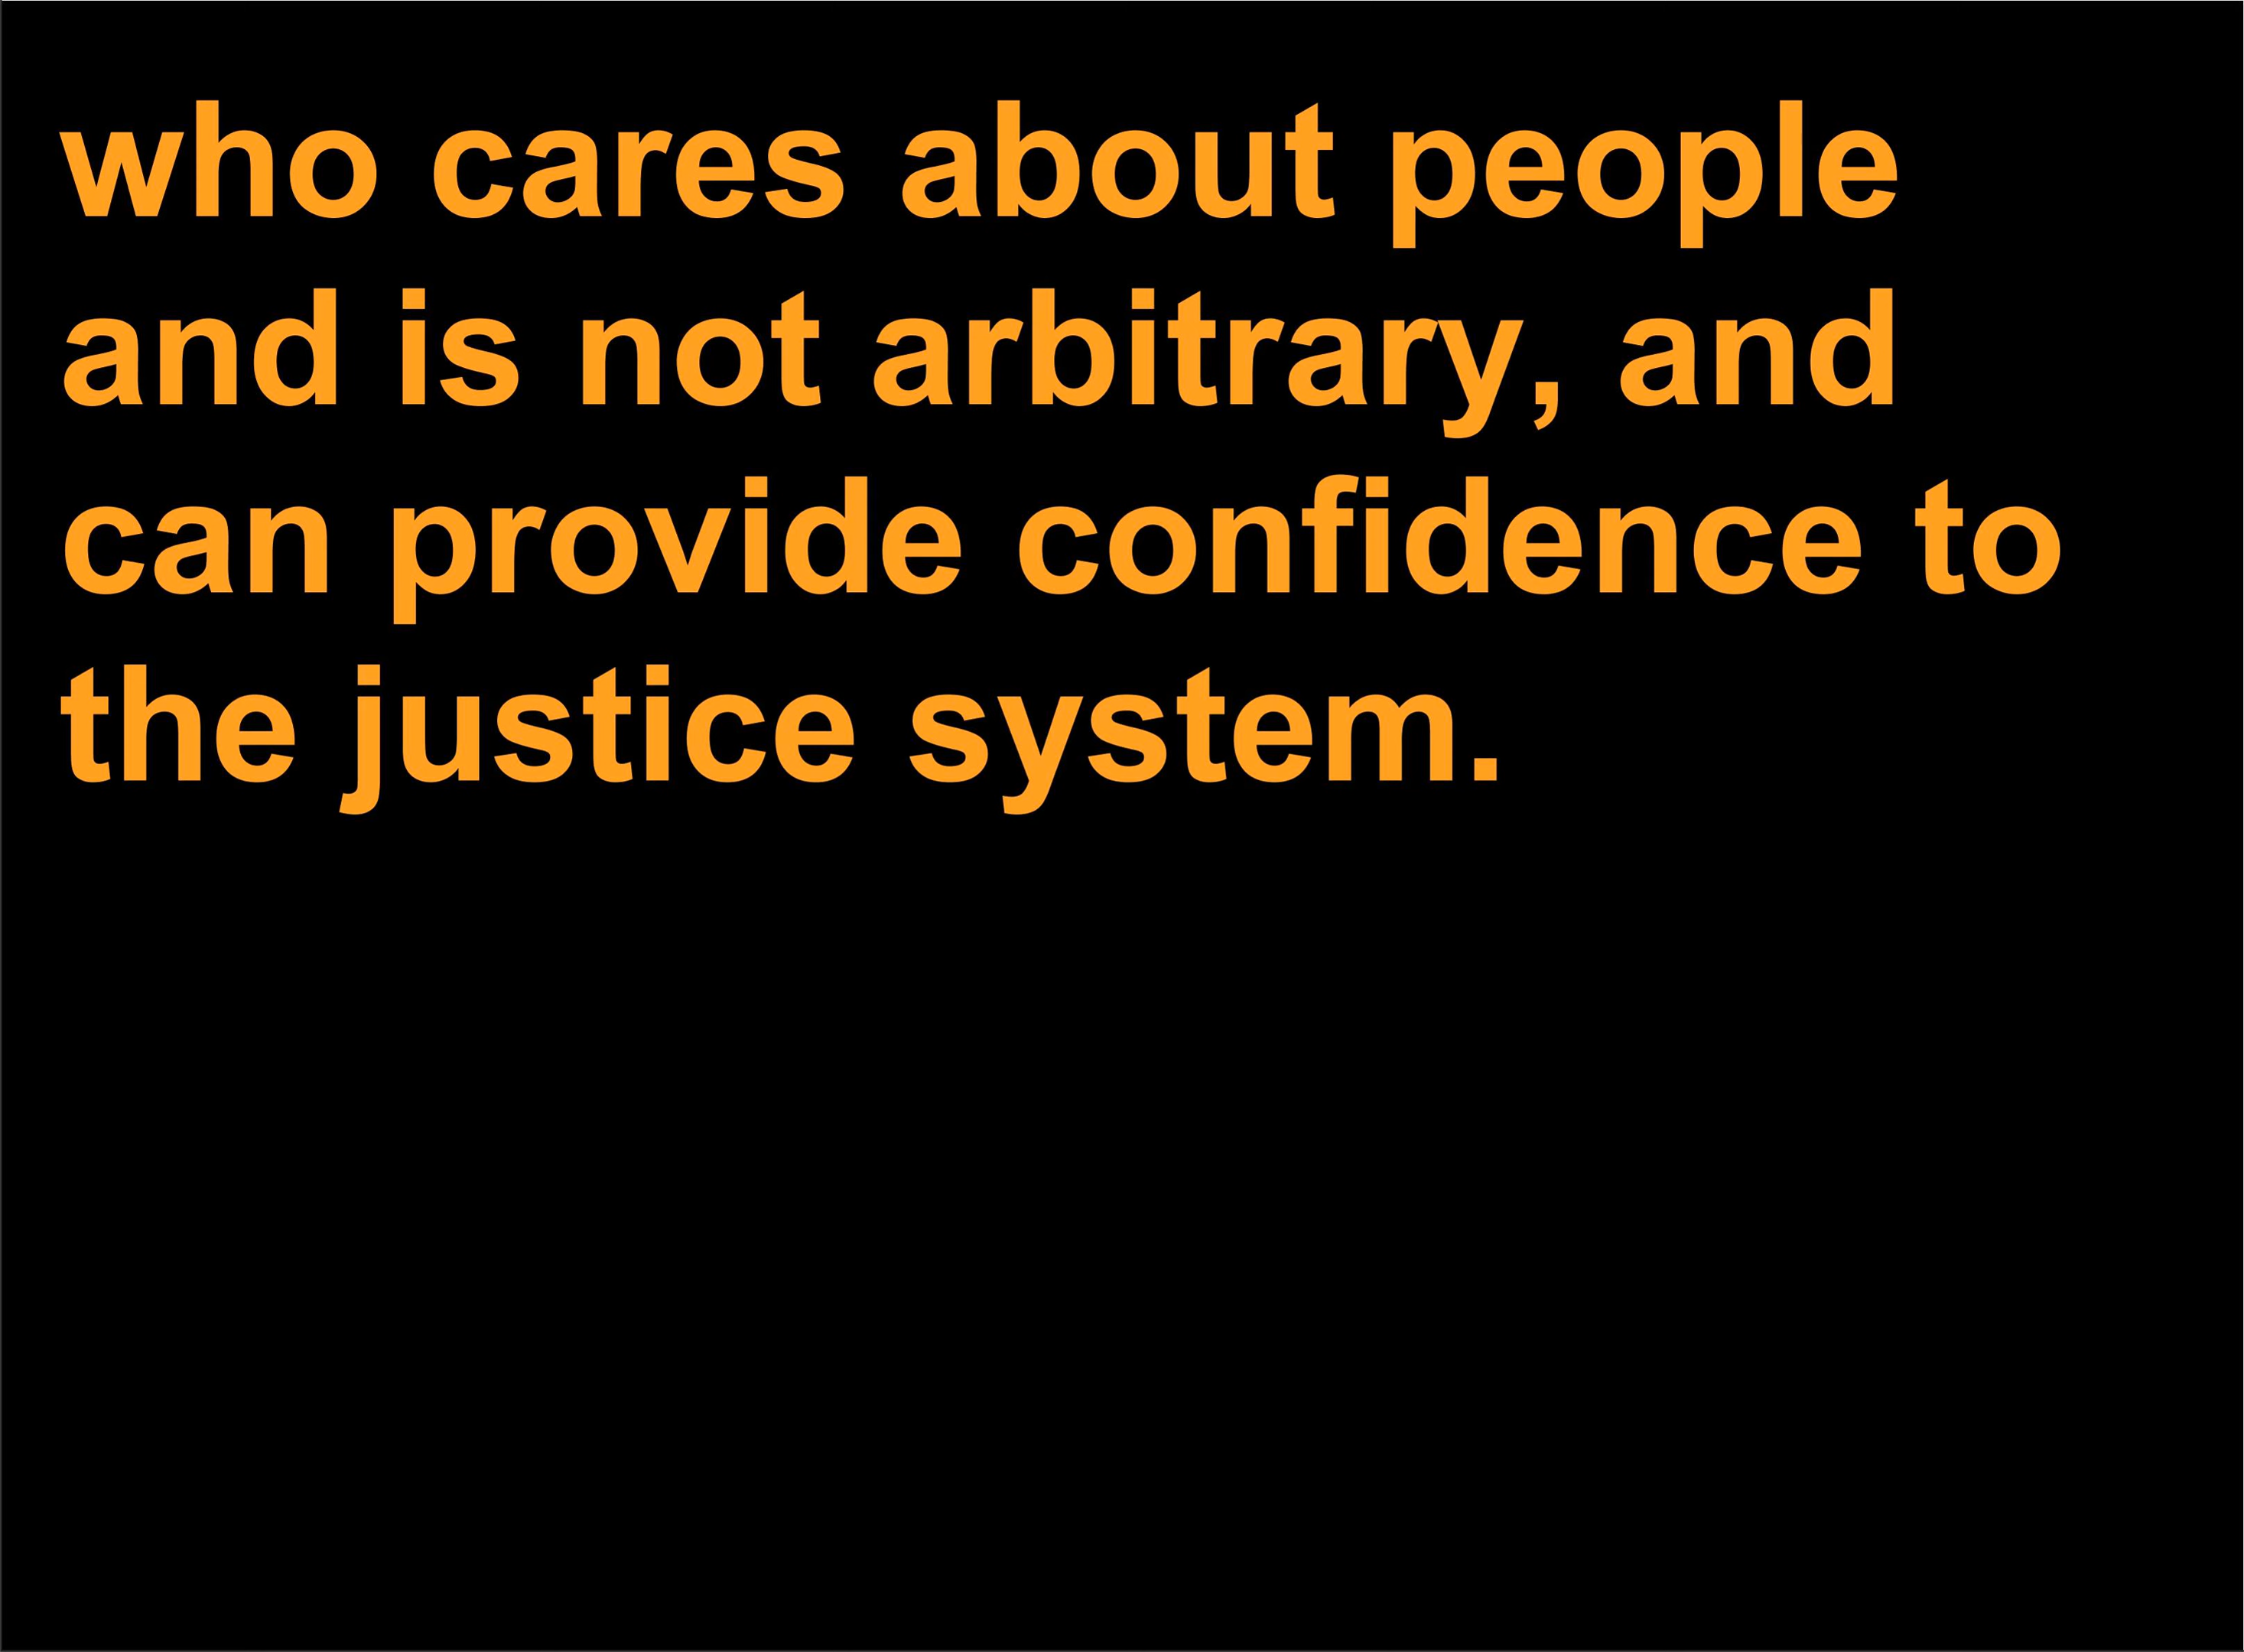 who cares about people
and is not arbitrary, and
can provide confidence to
the justice system.